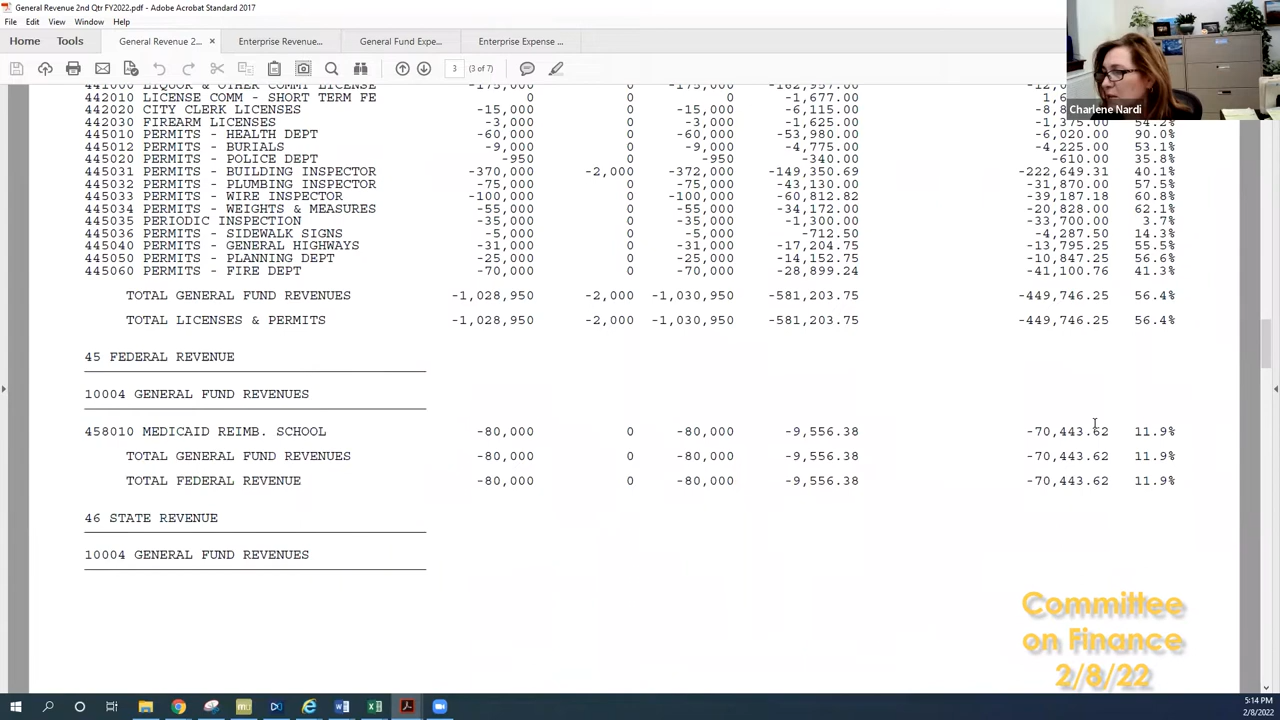 General Revenue 2nd Qtr FY2022.pdf - Adobe Acrobat Standard 2017
File Edit View Window Help
Home Tools General Revenue 2... × Enterprise Revenue... General Fund Expe... Enterprise Expense ...
3 (3 of 7)
Charlene Nardi
441000 LIQUOR & OTHER COMM LICENSE -175,000 0 -175,000
442010 LICENSE COMM - SHORT TERM FE 0 0 0 -1,677.00
442020 CITY CLERK LICENSES -15,000 0 -15,000 -6,115.00
442030 FIREARM LICENSES -3,000 0 -3,000 -1,625.00 -1,375.00 54.2%
445010 PERMITS - HEALTH DEPT -60,000 0 -60,000 -53,980.00 -6,020.00 90.0%
445012 PERMITS - BURIALS -9,000 0 -9,000 -4,775.00 -4,225.00 53.1%
445020 PERMITS - POLICE DEPT -950 0 -950 -340.00 -610.00 35.8%
445031 PERMITS - BUILDING INSPECTOR -370,000 -2,000 -372,000 -149,350.69 -222,649.31 40.1%
445032 PERMITS - PLUMBING INSPECTOR -75,000 0 -75,000 -43,130.00 -31,870.00 57.5%
445033 PERMITS - WIRE INSPECTOR -100,000 0 -100,000 -60,812.82 -39,187.18 60.8%
445034 PERMITS - WEIGHTS & MEASURES -55,000 0 -55,000 -34,172.00 -20,828.00 62.1%
445035 PERIODIC INSPECTION -35,000 0 -35,000 -1,300.00 -33,700.00 3.7%
445036 PERMITS - SIDEWALK SIGNS -5,000 0 -5,000 -712.50 -4,287.50 14.3%
445040 PERMITS - GENERAL HIGHWAYS -31,000 0 -31,000 -17,204.75 -13,795.25 55.5%
445050 PERMITS - PLANNING DEPT -25,000 0 -25,000 -14,152.75 -10,847.25 56.6%
445060 PERMITS - FIRE DEPT -70,000 0 -70,000 -28,899.24 -41,100.76 41.3%
TOTAL GENERAL FUND REVENUES -1,028,950 -2,000 -1,030,950 -581,203.75 -449,746.25 56.4%
TOTAL LICENSES & PERMITS -1,028,950 -2,000 -1,030,950 -581,203.75 -449,746.25 56.4%
45 FEDERAL REVENUE
10004 GENERAL FUND REVENUES
458010 MEDICAID REIMB. SCHOOL -80,000 0 -80,000 -9,556.38 -70,443.62 11.9%
TOTAL GENERAL FUND REVENUES -80,000 0 -80,000 -9,556.38 -70,443.62 11.9%
TOTAL FEDERAL REVENUE -80,000 0 -80,000 -9,556.38 -70,443.62 11.9%
46 STATE REVENUE
10004 GENERAL FUND REVENUES
Committee
on Finance
2/8/22
5:14 PM
2/8/2022